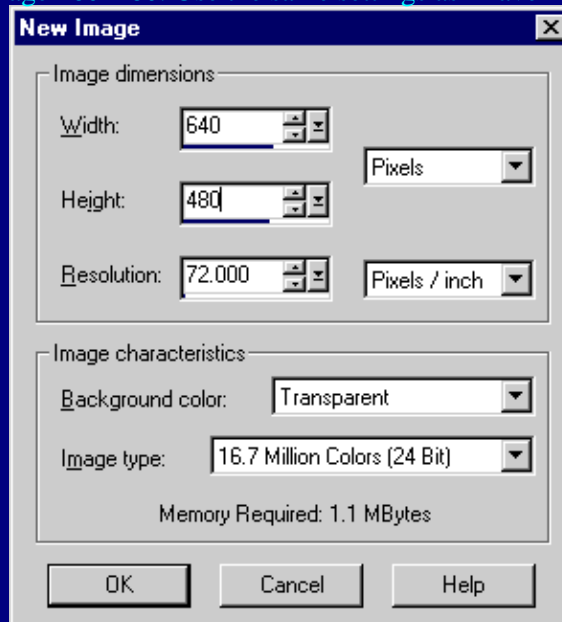 New Image
Image dimensions
Width: 640
Pixels
Height: 480
Resolution: 72.000 Pixels / inch
Image characteristics
Background color: Transparent
Image type: 16.7 Million Colors (24 Bit)
Memory Required: 1.1 MBytes
OK Cancel Help